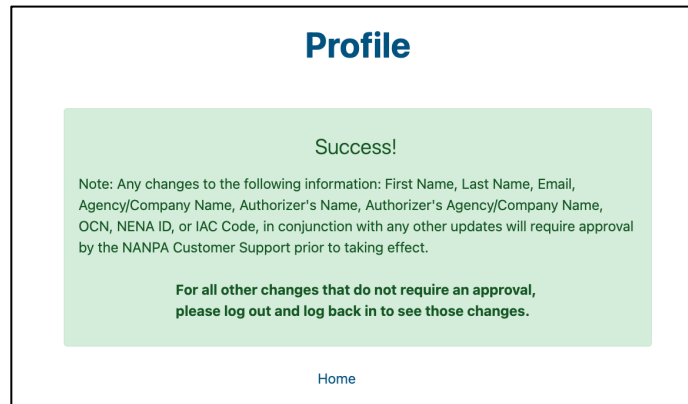 Profile
Success!
Note: Any changes to the following information: First Name, Last Name, Email,
Agency/Company Name, Authorizer's Name, Authorizer's Agency/Company Name,
OCN, NENA ID, or IAC Code, in conjunction with any other updates will require approval
by the NANPA Customer Support prior to taking effect.
For all other changes that do not require an approval,
please log out and log back in to see those changes.
Home